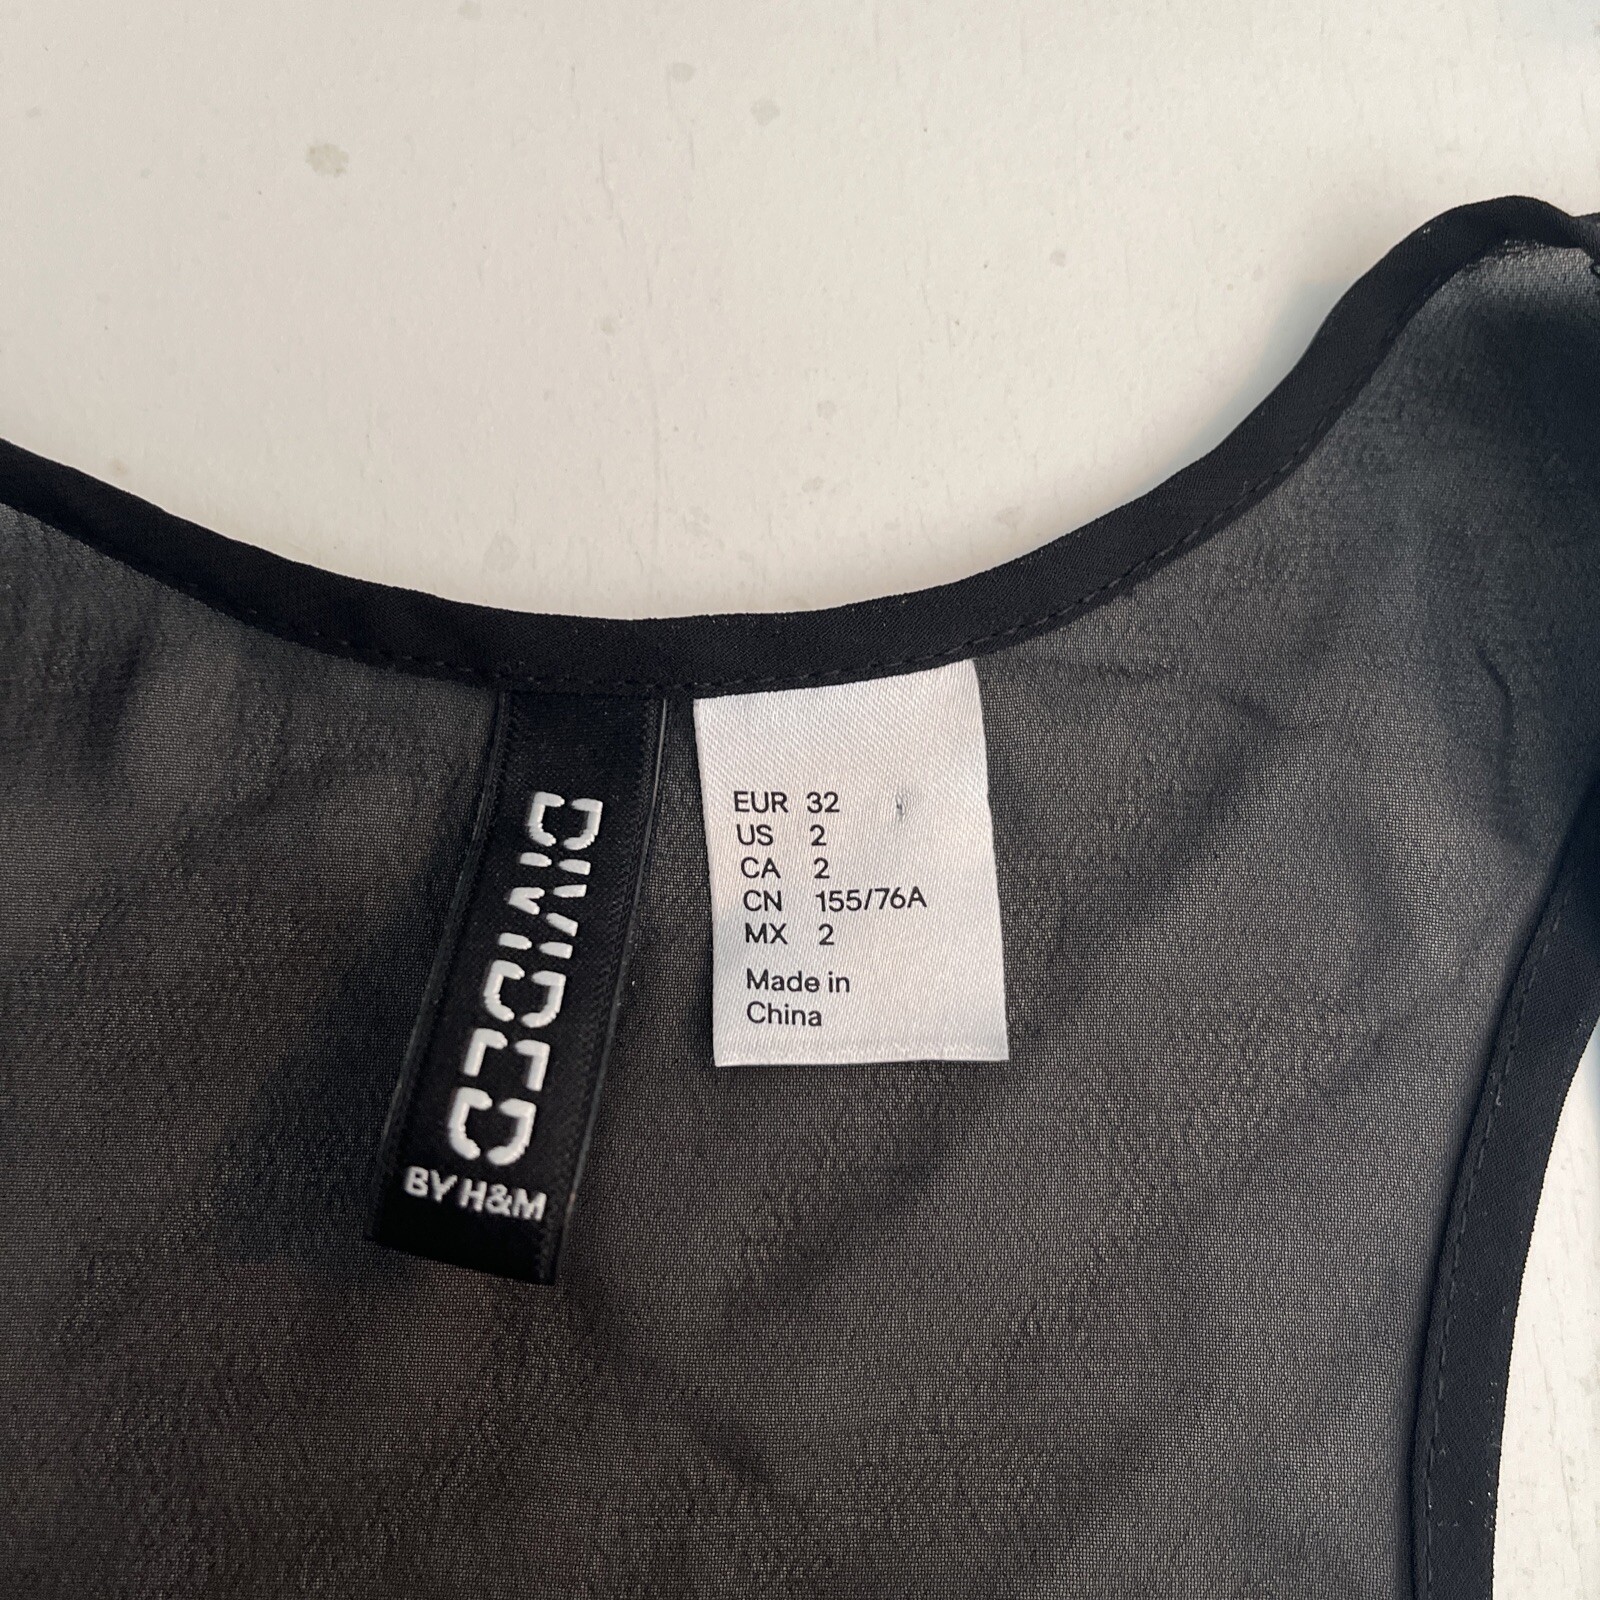 DIVIDED
BY H&M
EUR 32
US 2
CA 2
CN 155/76A
MX 2
Made in
China